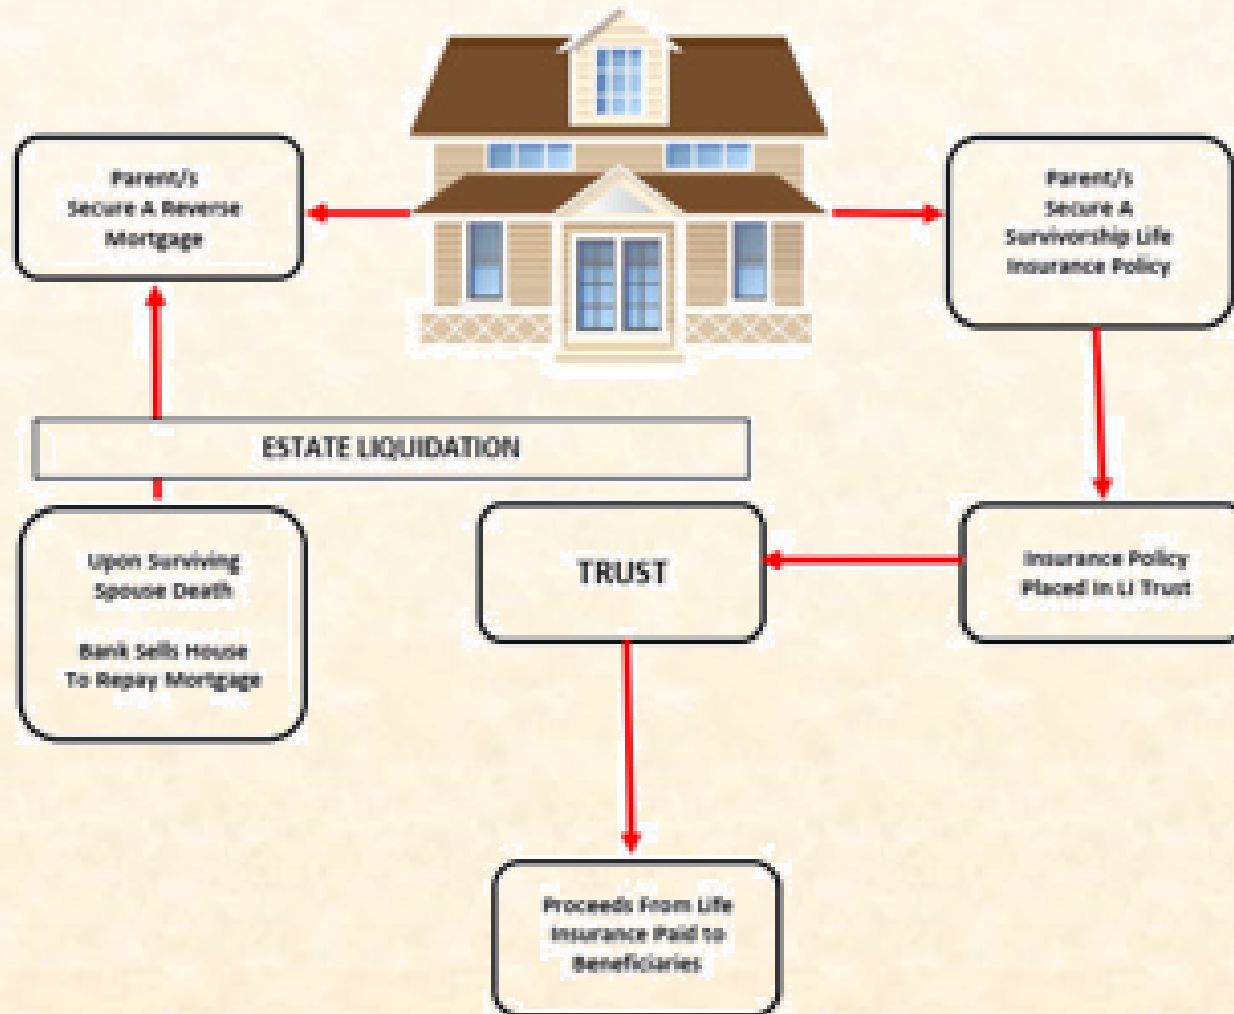 Parent/s
Secure A Reverse
Mortgage
Parent/s
Secure A
Survivorship Life
Insurance Policy
ESTATE LIQUIDATION
Upon Surviving
Spouse Death
Bank Sells House
To Repay Mortgage
TRUST
Insurance Policy
Placed In LI Trust
Proceeds From Life
Insurance Paid to
Beneficiaries